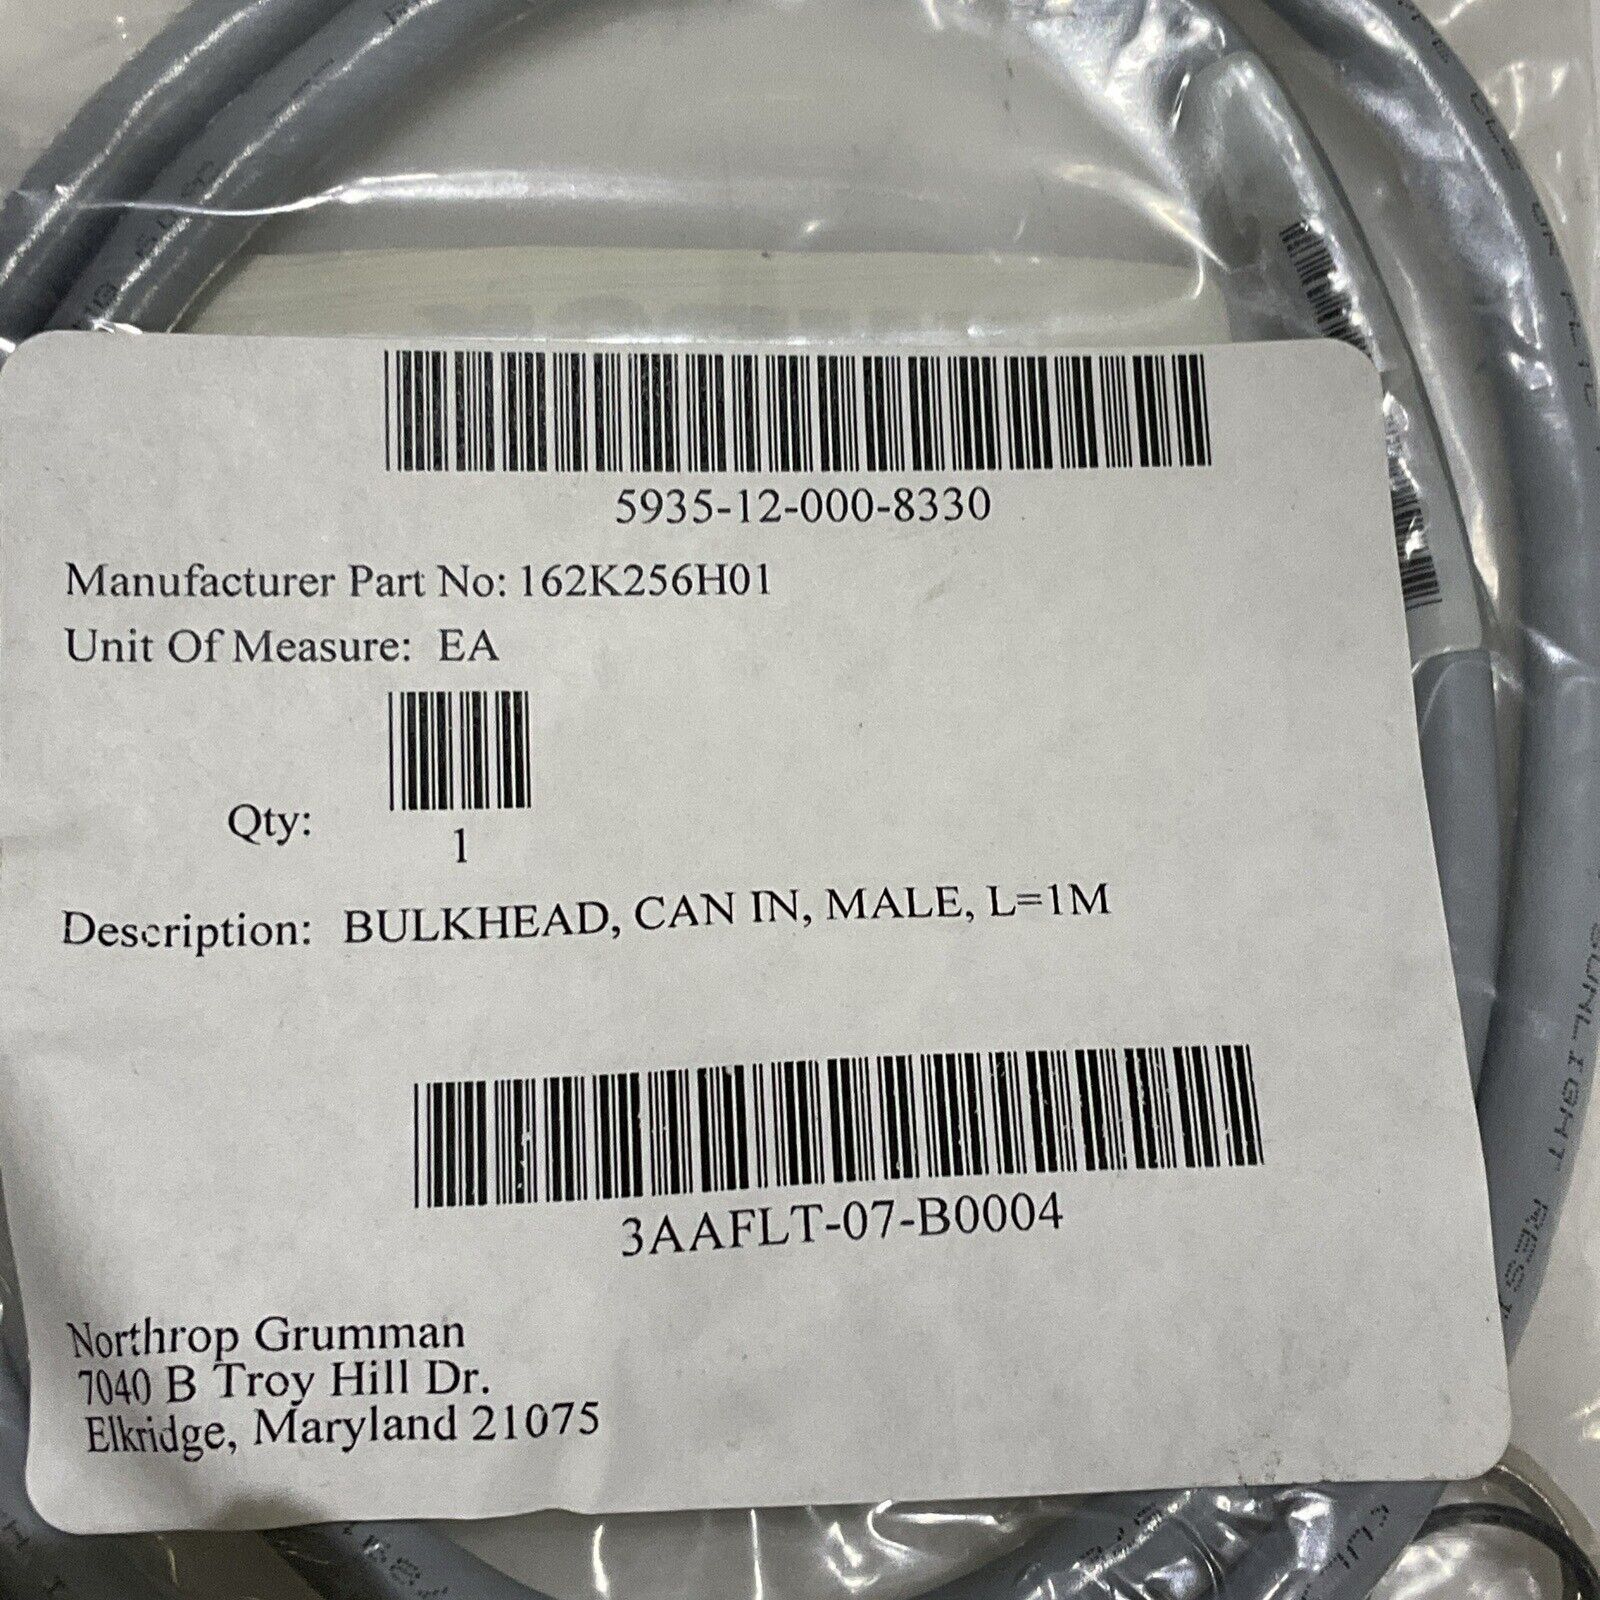 5935-12-000-8330
Manufacturer Part No: 162K256H01
Unit Of Measure: EA
Qty:
1
Description: BULKHEAD, CAN IN, MALE, L=1M
3AAFLT-07-B0004
Northrop Grumman
7040 B Troy Hill Dr.
Elkridge, Maryland 21075
SUNLIGHT